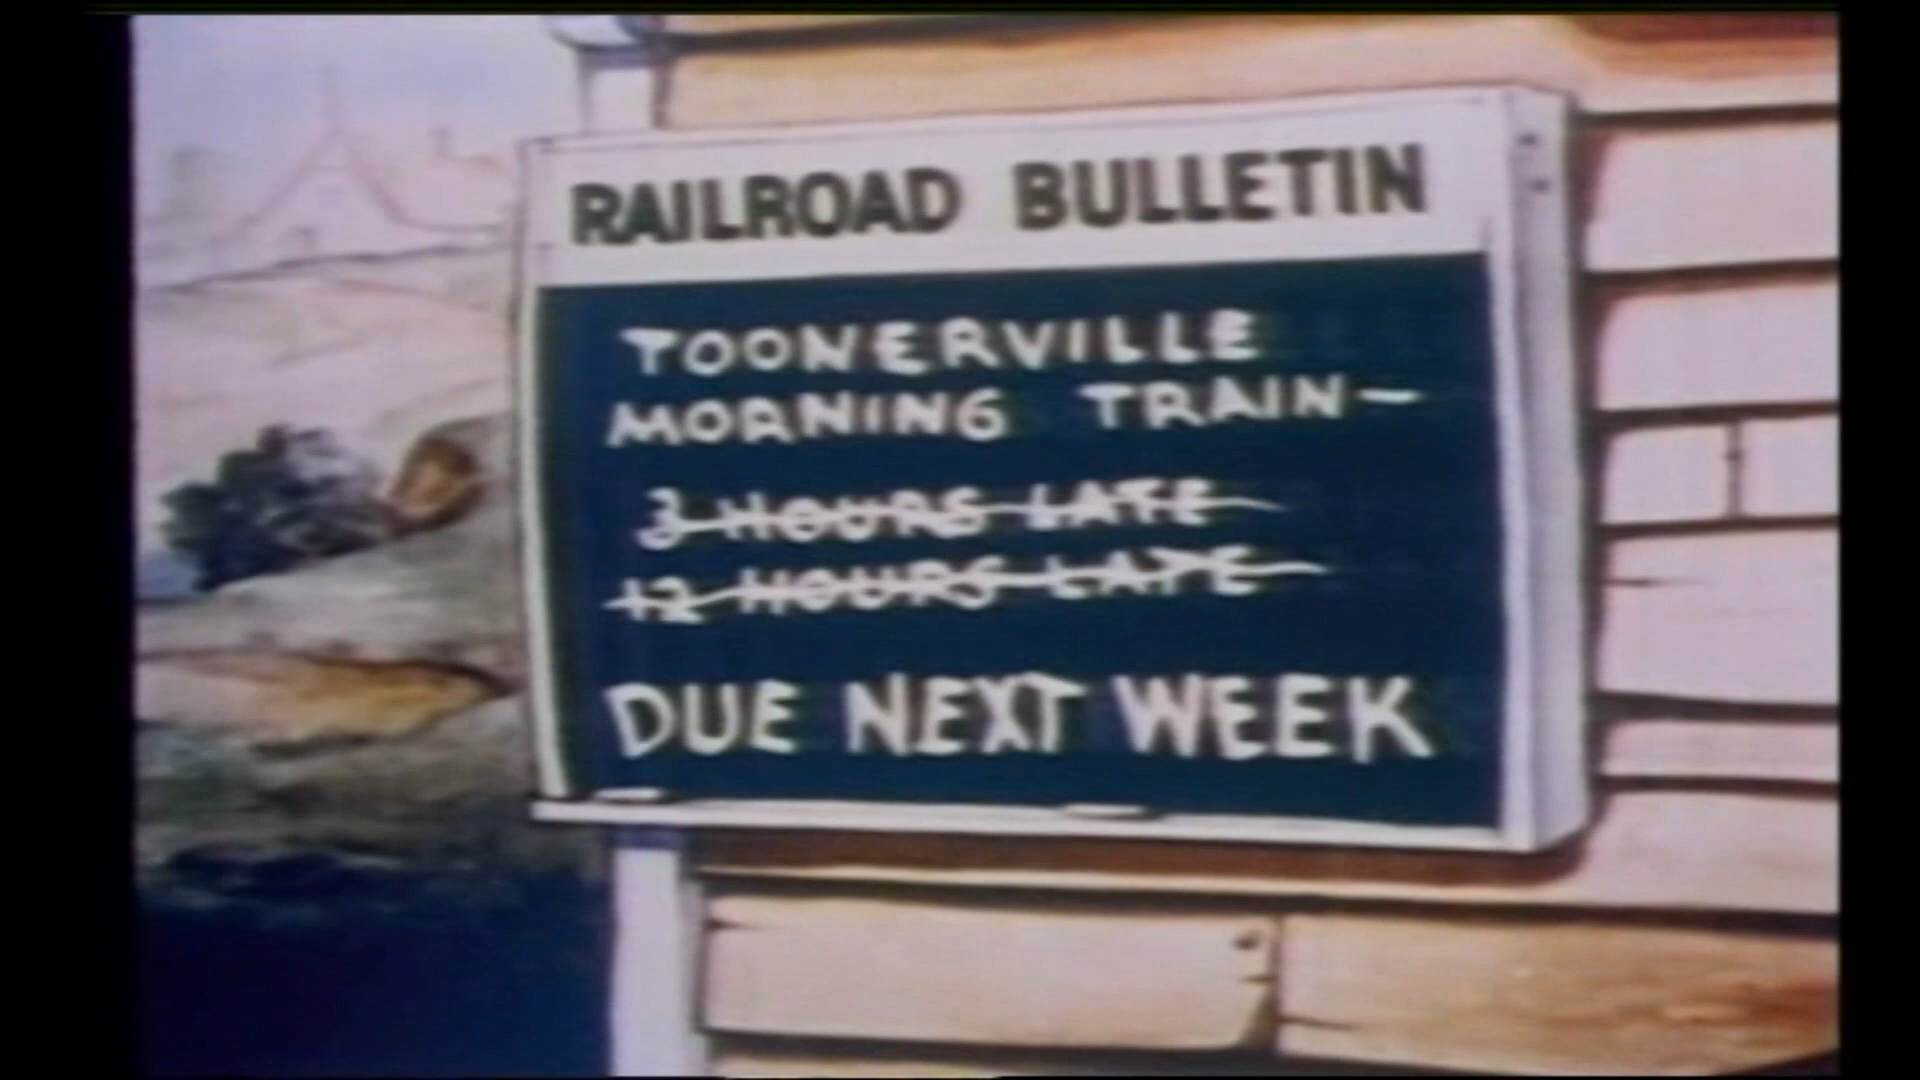 RAILROAD BULLETIN
TOONERVILLE
MORNING TRAIN-
3 HOURS LATE
12 HOURS LATE
DUE NEXT WEEK